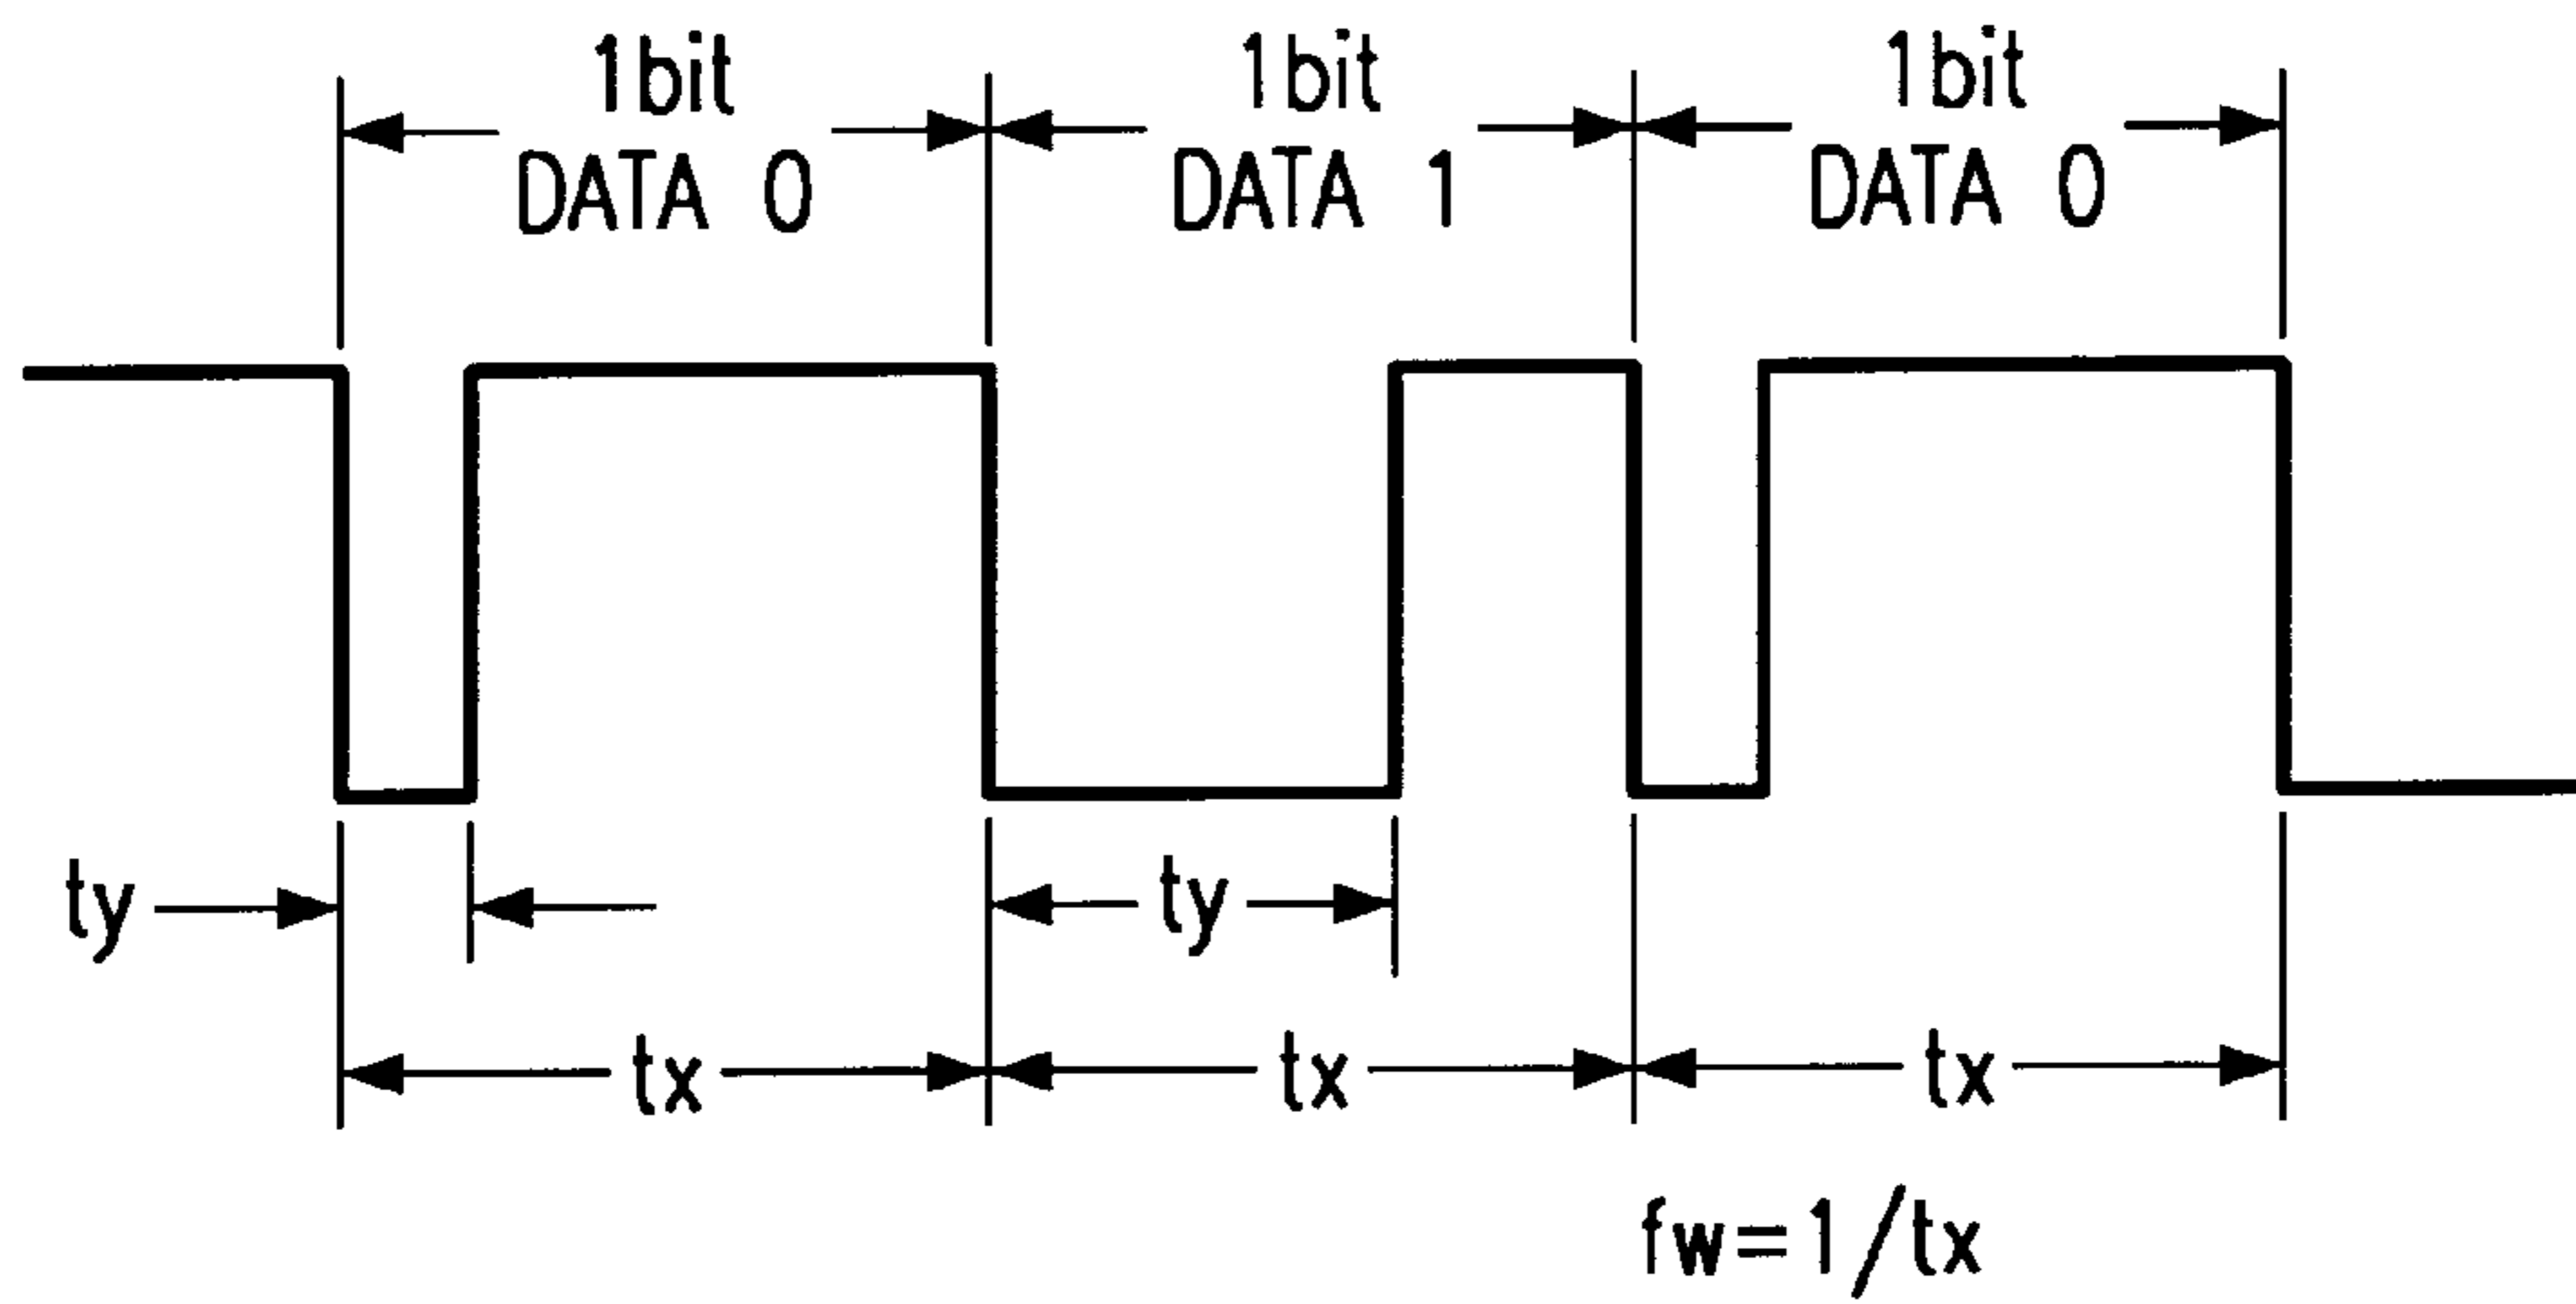 1bit
DATA 0
1bit
DATA 1
1bit
DATA 0
ty
ty
tx
tx
tx
fw=1/tx